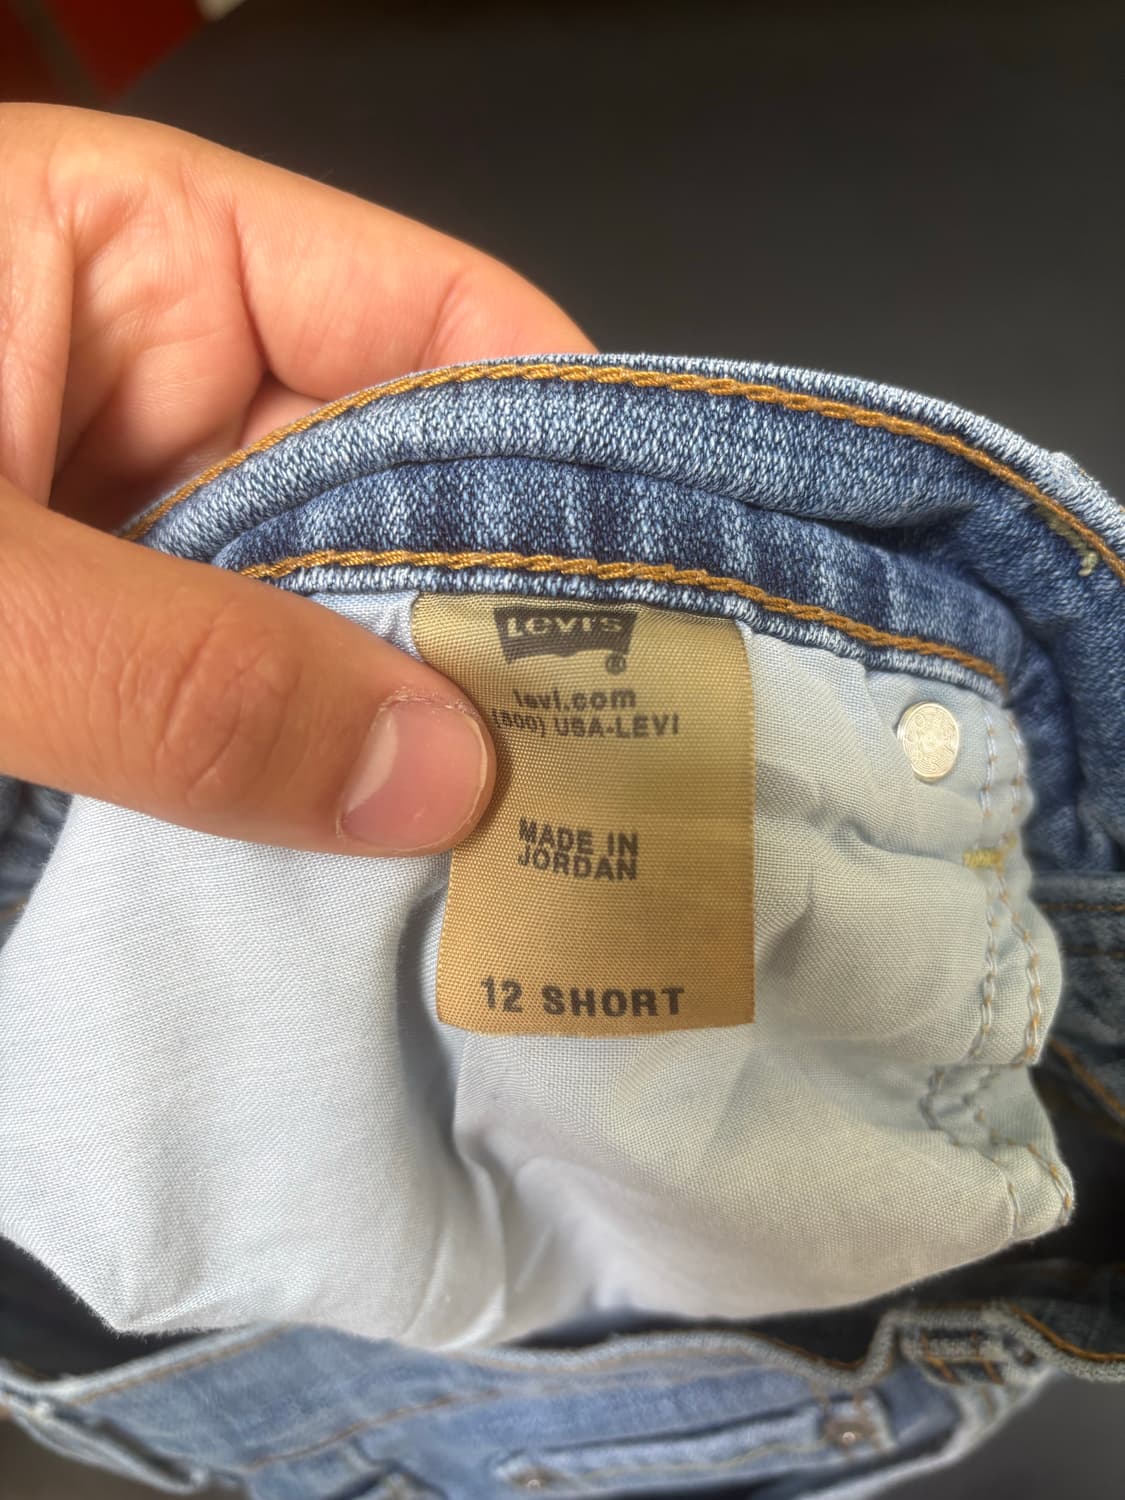 Levi's
®
levi.com
(800) USA-LEVI
MADE IN
JORDAN
12 SHORT